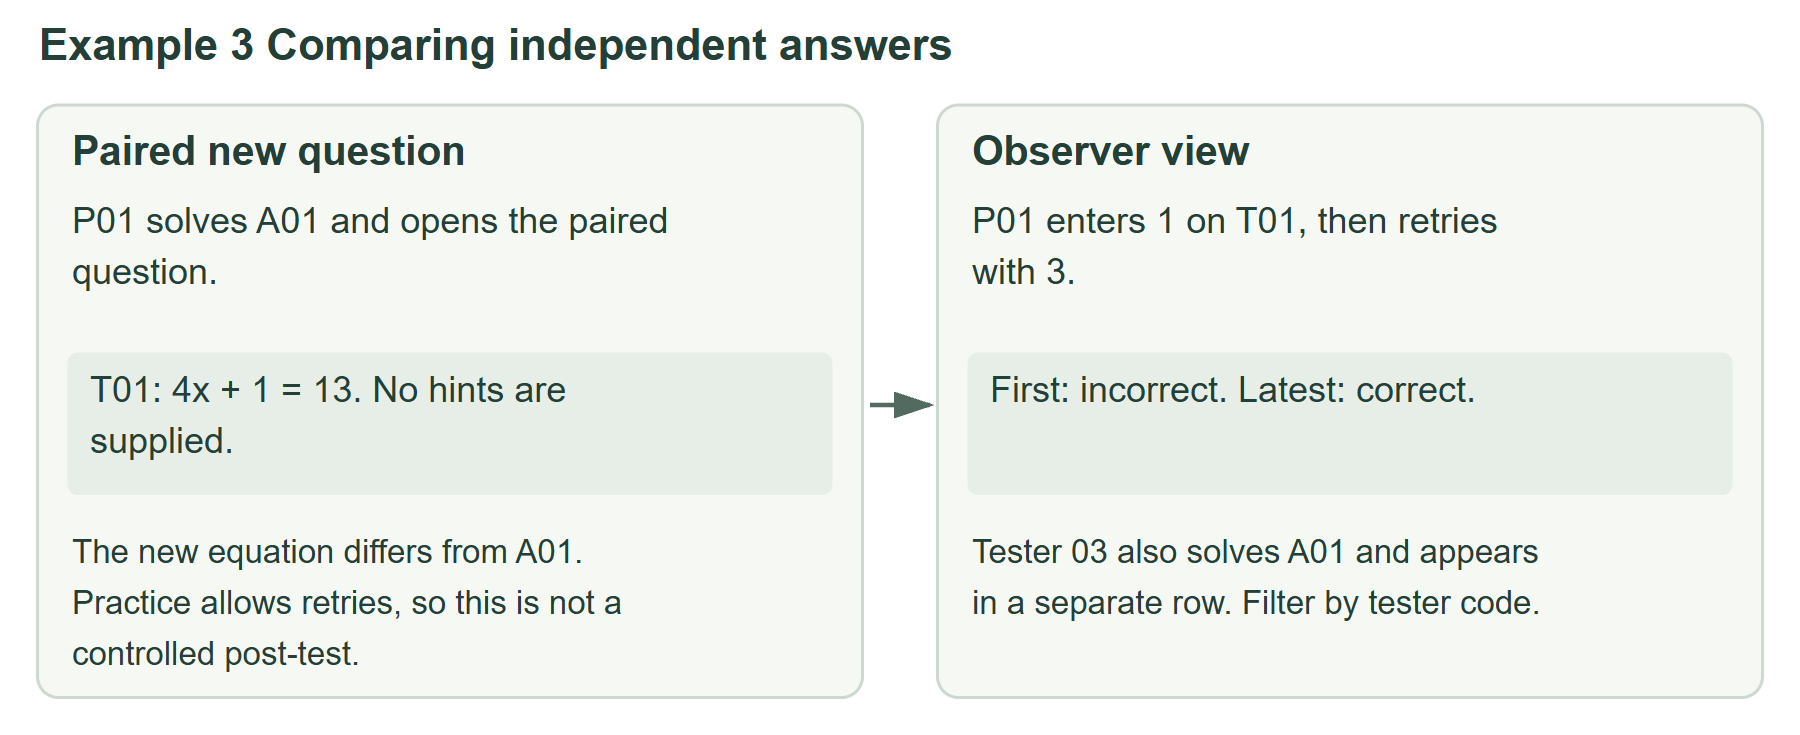 Example 3 Comparing independent answers
Paired new question
P01 solves A01 and opens the paired
question.
T01: 4x + 1 = 13. No hints are
supplied.
The new equation differs from A01.
Practice allows retries, so this is not a
controlled post-test.
Observer view
P01 enters 1 on T01, then retries
with 3.
First: incorrect. Latest: correct.
Tester 03 also solves A01 and appears
in a separate row. Filter by tester code.